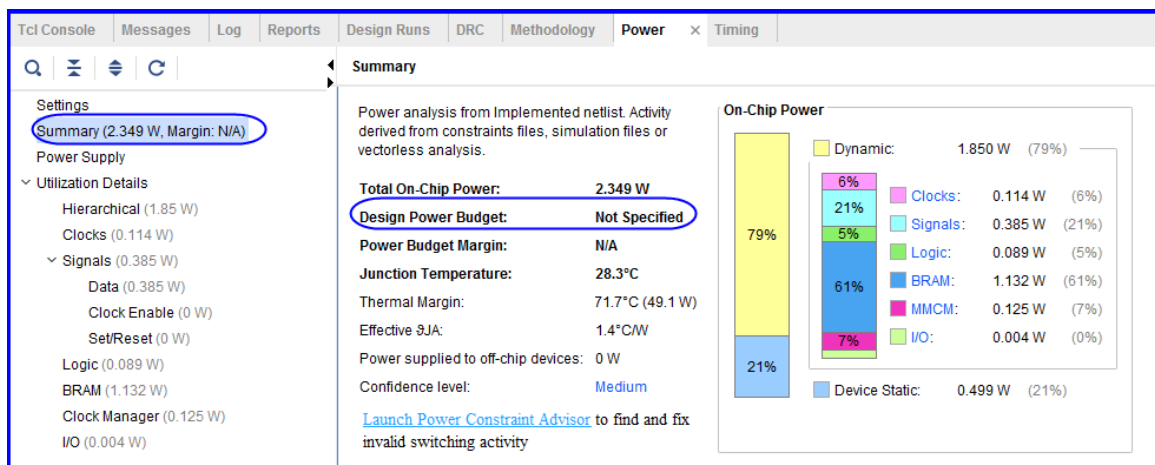 Tcl Console Messages Log Reports Design Runs DRC Methodology Power × Timing
Summary
Settings
Summary (2.349 W, Margin: N/A)
Power Supply
Utilization Details
Hierarchical (1.85 W)
Clocks (0.114 W)
Signals (0.385 W)
Data (0.385 W)
Clock Enable (0 W)
Set/Reset (0 W)
Logic (0.089 W)
BRAM (1.132 W)
Clock Manager (0.125 W)
I/O (0.004 W)
Power analysis from Implemented netlist. Activity
derived from constraints files, simulation files or
vectorless analysis.
Total On-Chip Power: 2.349 W
Design Power Budget: Not Specified
Power Budget Margin: N/A
Junction Temperature: 28.3°C
Thermal Margin: 71.7°C (49.1 W)
Effective ϑJA: 1.4°C/W
Power supplied to off-chip devices: 0 W
Confidence level: Medium
Launch Power Constraint Advisor to find and fix
invalid switching activity
On-Chip Power
79%
21%
Dynamic: 1.850 W (79%)
6%
21%
5%
61%
7%
Clocks: 0.114 W (6%)
Signals: 0.385 W (21%)
Logic: 0.089 W (5%)
BRAM: 1.132 W (61%)
MMCM: 0.125 W (7%)
I/O: 0.004 W (0%)
Device Static: 0.499 W (21%)